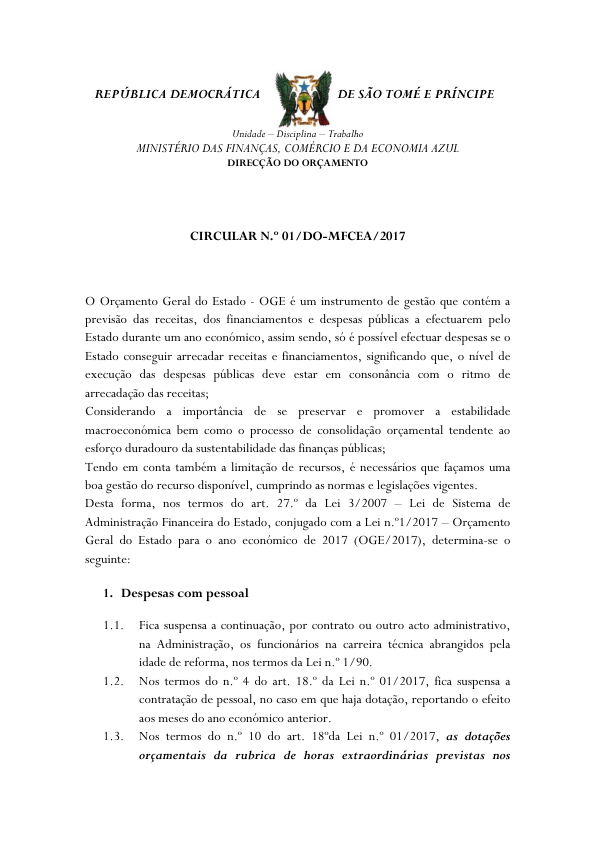 REPÚBLICA DEMOCRÁTICA DE SÃO TOMÉ E PRÍNCIPE
Unidade – Disciplina – Trabalho
MINISTÉRIO DAS FINANÇAS, COMÉRCIO E DA ECONOMIA AZUL
DIRECÇÃO DO ORÇAMENTO
CIRCULAR N.º 01/DO-MFCEA/2017
O Orçamento Geral do Estado - OGE é um instrumento de gestão que contém a
previsão das receitas, dos financiamentos e despesas públicas a efectuarem pelo
Estado durante um ano económico, assim sendo, só é possível efectuar despesas se o
Estado conseguir arrecadar receitas e financiamentos, significando que, o nível de
execução das despesas públicas deve estar em consonância com o ritmo de
arrecadação das receitas;
Considerando a importância de se preservar e promover a estabilidade
macroeconómica bem como o processo de consolidação orçamental tendente ao
esforço duradouro da sustentabilidade das finanças públicas;
Tendo em conta também a limitação de recursos, é necessários que façamos uma
boa gestão do recurso disponível, cumprindo as normas e legislações vigentes.
Desta forma, nos termos do art. 27.º da Lei 3/2007 – Lei de Sistema de
Administração Financeira do Estado, conjugado com a Lei n.º1/2017 – Orçamento
Geral do Estado para o ano económico de 2017 (OGE/2017), determina-se o
seguinte:
1. Despesas com pessoal
1.1. Fica suspensa a continuação, por contrato ou outro acto administrativo,
na Administração, os funcionários na carreira técnica abrangidos pela
idade de reforma, nos termos da Lei n.º 1/90.
1.2. Nos termos do n.º 4 do art. 18.º da Lei n.º 01/2017, fica suspensa a
contratação de pessoal, no caso em que haja dotação, reportando o efeito
aos meses do ano económico anterior.
1.3. Nos termos do n.º 10 do art. 18ºda Lei n.º 01/2017, as dotações
orçamentais da rubrica de horas extraordinárias previstas nos